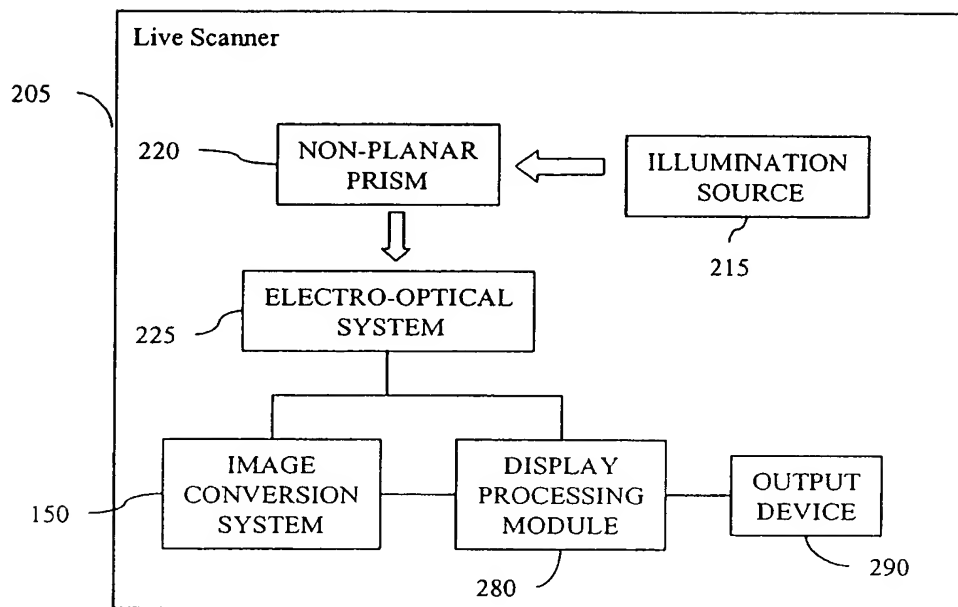 Live Scanner
205
220
NON-PLANAR
PRISM
ILLUMINATION
SOURCE
215
ELECTRO-OPTICAL
SYSTEM
225
IMAGE
CONVERSION
SYSTEM
150
DISPLAY
PROCESSING
MODULE
280
OUTPUT
DEVICE
290